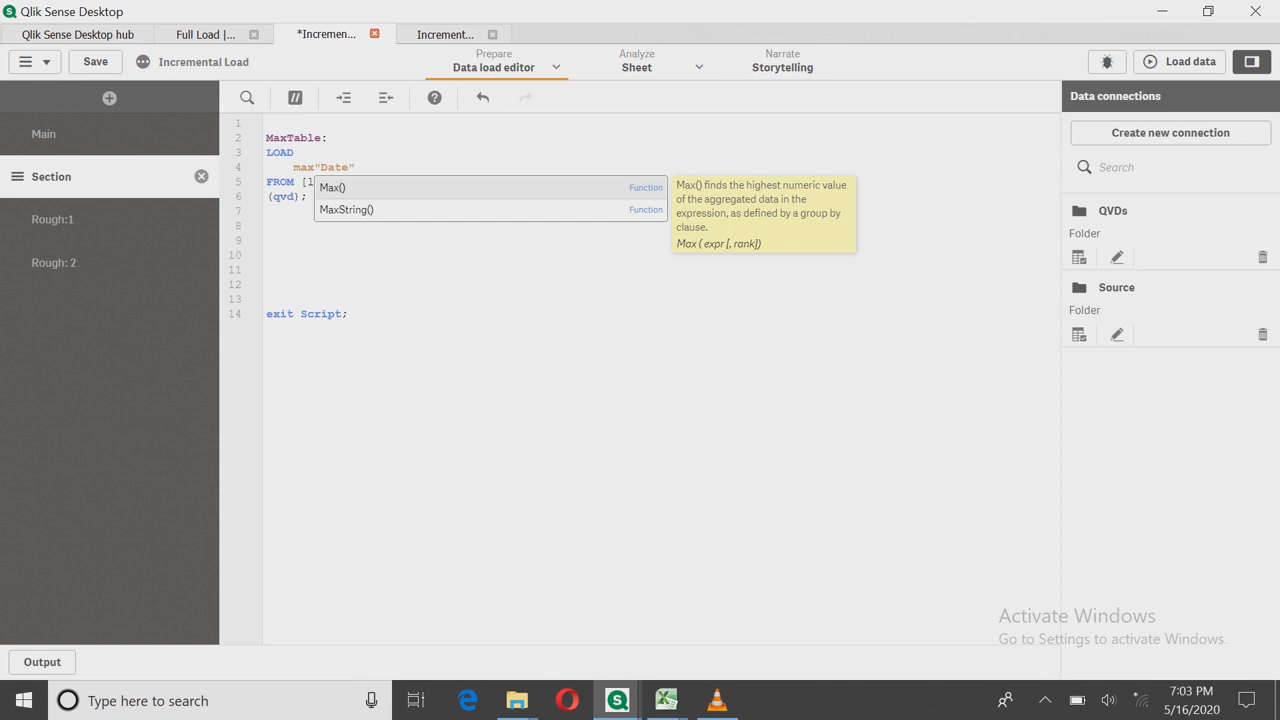 Qlik Sense Desktop
Qlik Sense Desktop hub
Full Load |...
*Incremen...
Increment...
Save
Incremental Load
Prepare
Data load editor
Analyze
Sheet
Narrate
Storytelling
Load data
Data connections
Create new connection
Search
QVDs
Folder
Source
Folder
Main
Section
Rough:1
Rough: 2
1
2 MaxTable:
3 LOAD
4 max"Date"
5 FROM [l
6 (qvd);
7
8
9
10
11
12
13
14 exit Script;
Max() Function
MaxString() Function
Max() finds the highest numeric value
of the aggregated data in the
expression, as defined by a group by
clause.
Max ( expr [, rank])
Activate Windows
Go to Settings to activate Windows.
Output
Type here to search
7:03 PM
5/16/2020